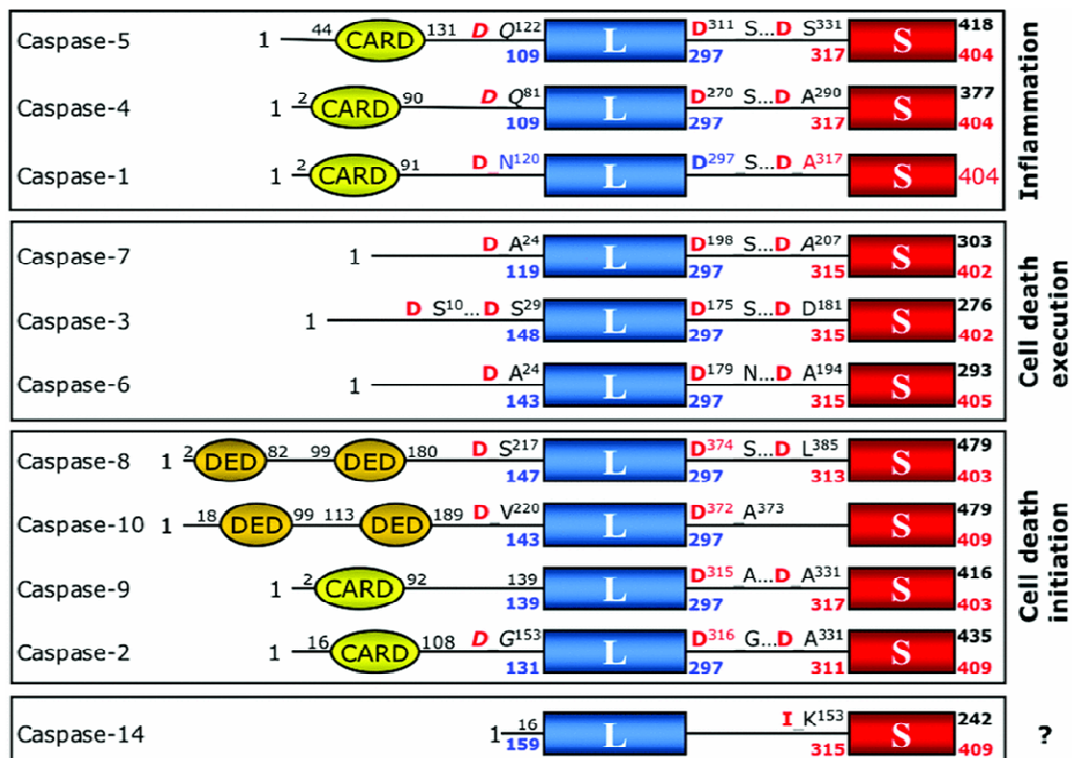 Caspase-5 1 44 CARD 131 D Q122 109 L D311 S...D S331 297 317 S 418 404
Caspase-4 1 2 CARD 90 D Q81 109 L D270 S...D A290 297 317 S 377 404
Caspase-1 1 2 CARD 91 D_N120 L D297_S...D_A317 S 404
Inflammation
Caspase-7 1 D A24 119 L D198 S...D A207 297 315 S 303 402
Caspase-3 1 D S10...D S29 148 L D175 S...D D181 297 315 S 276 402
Caspase-6 1 D A24 143 L D179 N...D A194 297 315 S 293 405
Cell death
execution
Caspase-8 1 2 DED 82 99 DED 180 D S217 147 L D374 S...D L385 297 313 S 479 403
Caspase-10 1 18 DED 99 113 DED 189 D_V220 143 L D372_A373 297 S 479 409
Caspase-9 1 2 CARD 92 139 139 L D315_A...D_A331 297 317 S 416 403
Caspase-2 1 16 CARD 108 D G153 131 L D316_G...D A331 297 311 S 435 409
Cell death
initiation
Caspase-14 1 16 159 L I_K153 315 S 242 409
?